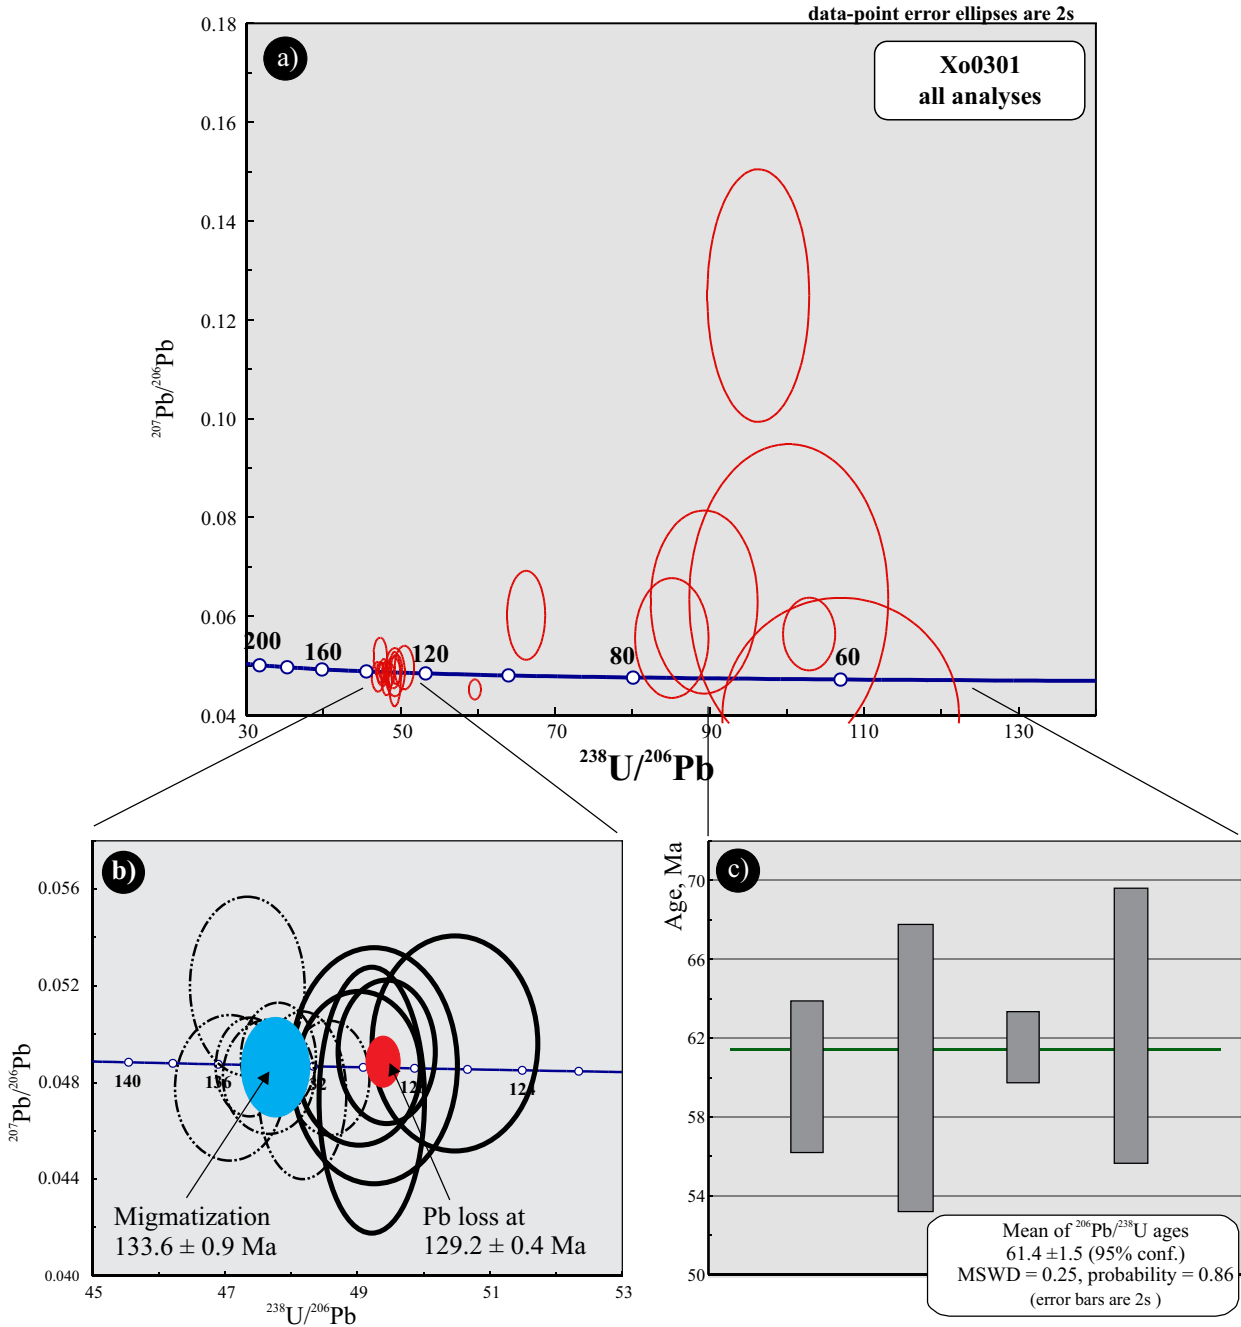 data-point error ellipses are 2s
a)
Xo0301
all analyses
0.18
0.16
0.14
0.12
0.10
0.08
0.06
0.04
²⁰⁷Pb/²⁰⁶Pb
200
160
120
80
60
30
50
70
90
110
130
²³⁸U/²⁰⁶Pb
b)
0.056
0.052
0.048
0.044
0.040
²⁰⁷Pb/²⁰⁶Pb
140
136
32
12
124
Migmatization
133.6 ± 0.9 Ma
Pb loss at
129.2 ± 0.4 Ma
45
47
49
51
53
²³⁸U/²⁰⁶Pb
c)
Age, Ma
70
66
62
58
54
50
Mean of ²⁰⁶Pb/²³⁸U ages
61.4 ±1.5 (95% conf.)
MSWD = 0.25, probability = 0.86
(error bars are 2s )